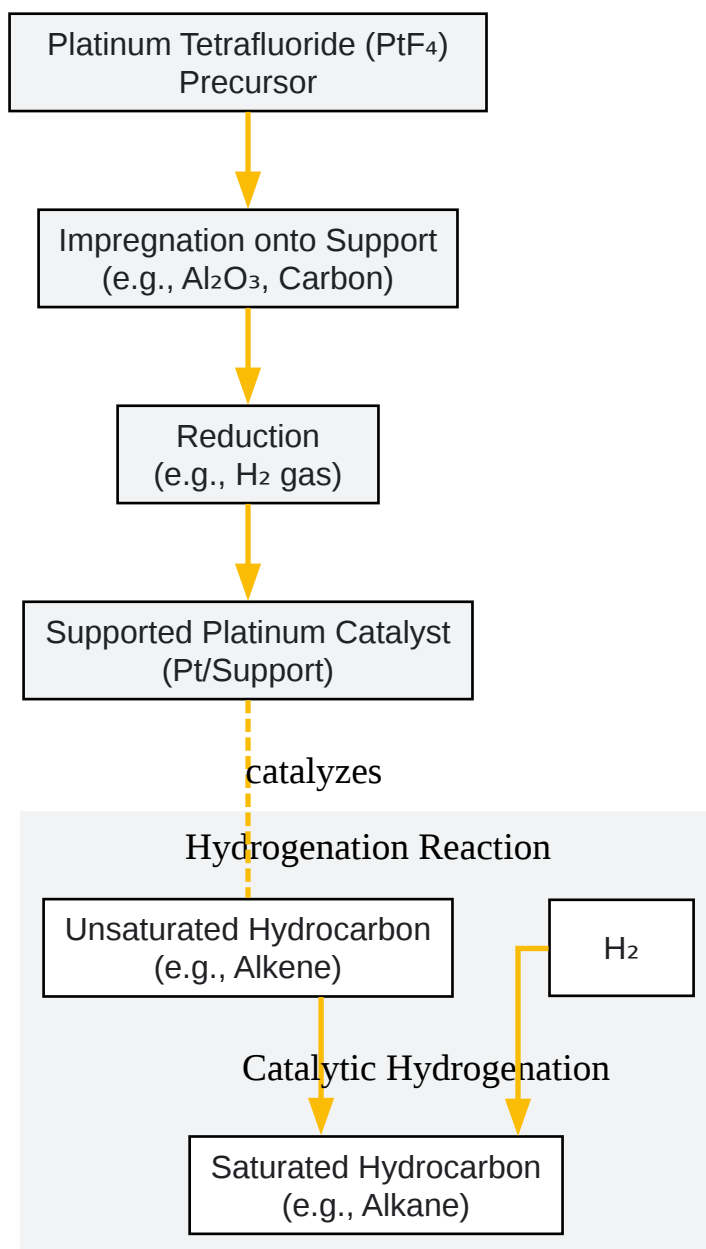 Platinum Tetrafluoride (PtF₄)
Precursor
Impregnation onto Support
(e.g., Al₂O₃, Carbon)
Reduction
(e.g., H₂ gas)
Supported Platinum Catalyst
(Pt/Support)
catalyzes
Hydrogenation Reaction
Unsaturated Hydrocarbon
(e.g., Alkene)
H₂
Catalytic Hydrogenation
Saturated Hydrocarbon
(e.g., Alkane)